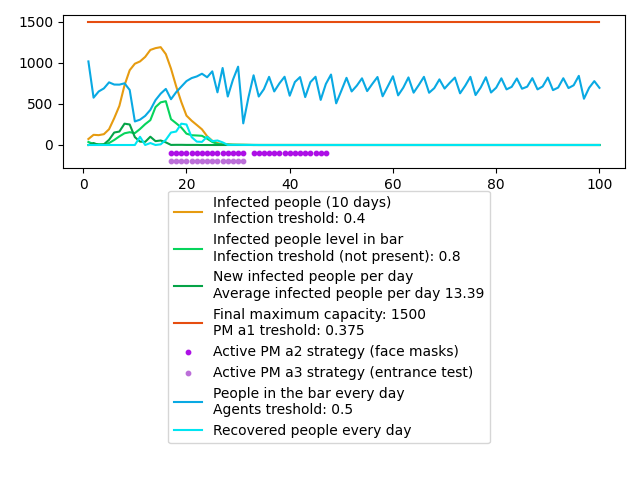 1500
1000
500
0
0 20 40 60 80 100
Infected people (10 days)
Infection treshold: 0.4
Infected people level in bar
Infection treshold (not present): 0.8
New infected people per day
Average infected people per day 13.39
Final maximum capacity: 1500
PM a1 treshold: 0.375
Active PM a2 strategy (face masks)
Active PM a3 strategy (entrance test)
People in the bar every day
Agents treshold: 0.5
Recovered people every day